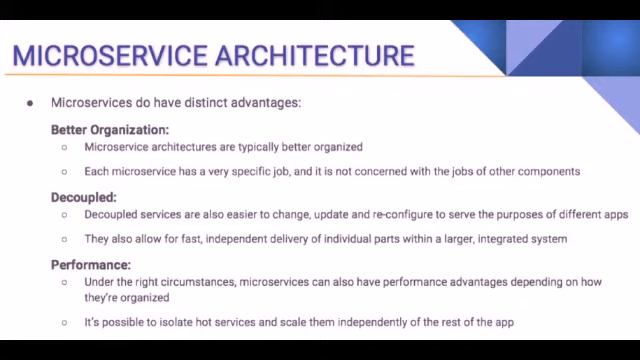 MICROSERVICE ARCHITECTURE
● Microservices do have distinct advantages:
Better Organization:
○ Microservice architectures are typically better organized
○ Each microservice has a very specific job, and it is not concerned with the jobs of other components
Decoupled:
○ Decoupled services are also easier to change, update and re-configure to serve the purposes of different apps
○ They also allow for fast, independent delivery of individual parts within a larger, integrated system
Performance:
○ Under the right circumstances, microservices can also have performance advantages depending on how
they're organized
○ It's possible to isolate hot services and scale them independently of the rest of the app